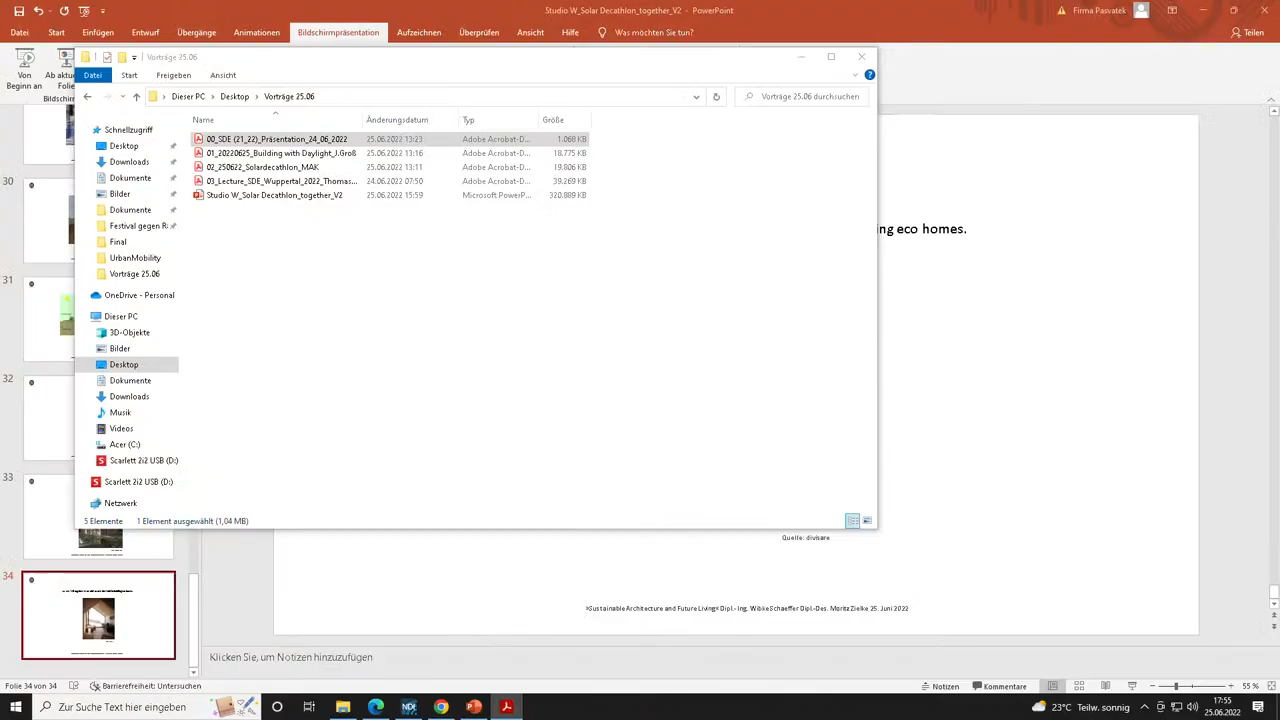 Studio W_Solar Decathlon_together_V2 - PowerPoint
Firma Pasvatek
Datei Start Einfügen Entwurf Übergänge Animationen Bildschirmpräsentation Aufzeichnen Überprüfen Ansicht Hilfe Was möchten Sie tun? Teilen
Von
Beginn an
Ab aktu
Bildschirm
Vorträge 25.06
Datei Start Freigeben Ansicht
Dieser PC Desktop Vorträge 25.06
Vorträge 25.06 durchsuchen
Name Änderungsdatum Typ Größe
00_SDE (21_22)_Präsentation_24_06_2022 25.06.2022 13:23 Adobe Acrobat-D... 1.068 KB
01_20220625_Building with Daylight_J.Groß 25.06.2022 13:16 Adobe Acrobat-D... 18.775 KB
02_250622_Solardecathlon_MAK 25.06.2022 13:11 Adobe Acrobat-D... 19.806 KB
03_Lecture_SDE_Wuppertal_2022_Thomas... 24.06.2022 07:50 Adobe Acrobat-D... 39.269 KB
Studio W_Solar Decathlon_together_V2 25.06.2022 15:59 Microsoft PowerP... 320.889 KB
Schnellzugriff
Desktop
Downloads
Dokumente
Bilder
Dokumente
Festival gegen Ra
Final
UrbanMobility
Vorträge 25.06
OneDrive - Personal
Dieser PC
3D-Objekte
Bilder
Desktop
Dokumente
Downloads
Musik
Videos
Acer (C:)
Scarlett 2i2 USB (D:)
Scarlett 2i2 USB (D:)
Netzwerk
5 Elemente 1 Element ausgewählt (1,04 MB)
30
31
32
33
34
ing eco homes.
Quelle: divisare
»Sustainable Architecture and Future Living« Dipl.- Ing. Wibke Schaeffer Dipl.-Des. Moritz Zielke 25. Juni 2022
Klicken Sie, um Notizen hinzuzufügen
Folie 34 von 34 Barrierefreiheit: Untersuchen Notizen Kommentare 55 %
Zur Suche Text hier eingeben
23°C Teilw. sonnig
17:55
25.06.2022